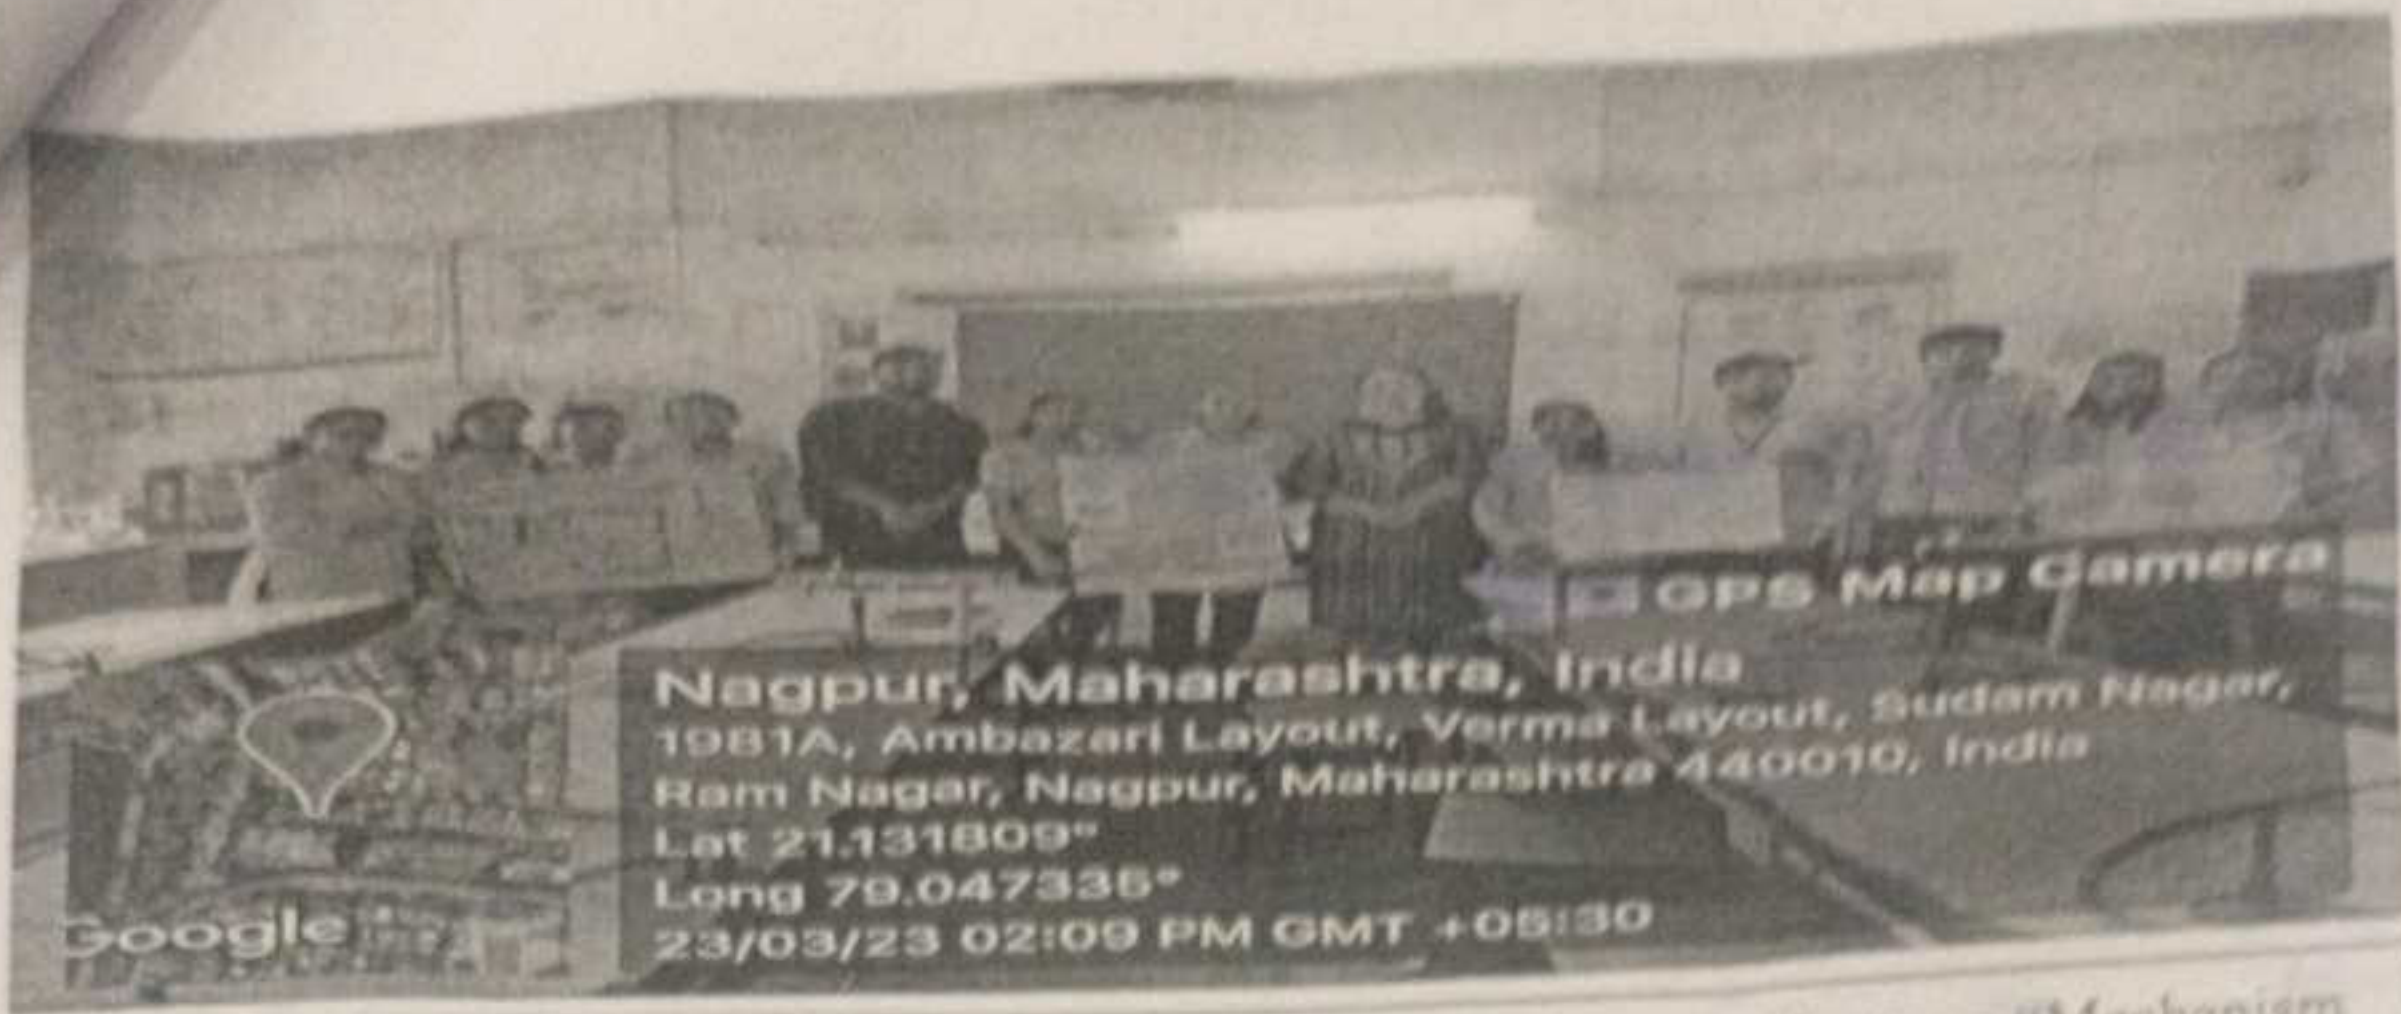 GPS Map Camera
Nagpur, Maharashtra, India
1981A, Ambazari Layout, Verma Layout, Sudam Nagar,
Ram Nagar, Nagpur, Maharashtra 440010, India
Lat 21.131809°
Long 79.047335°
23/03/23 02:09 PM GMT +05:30
Google
"Mechanism